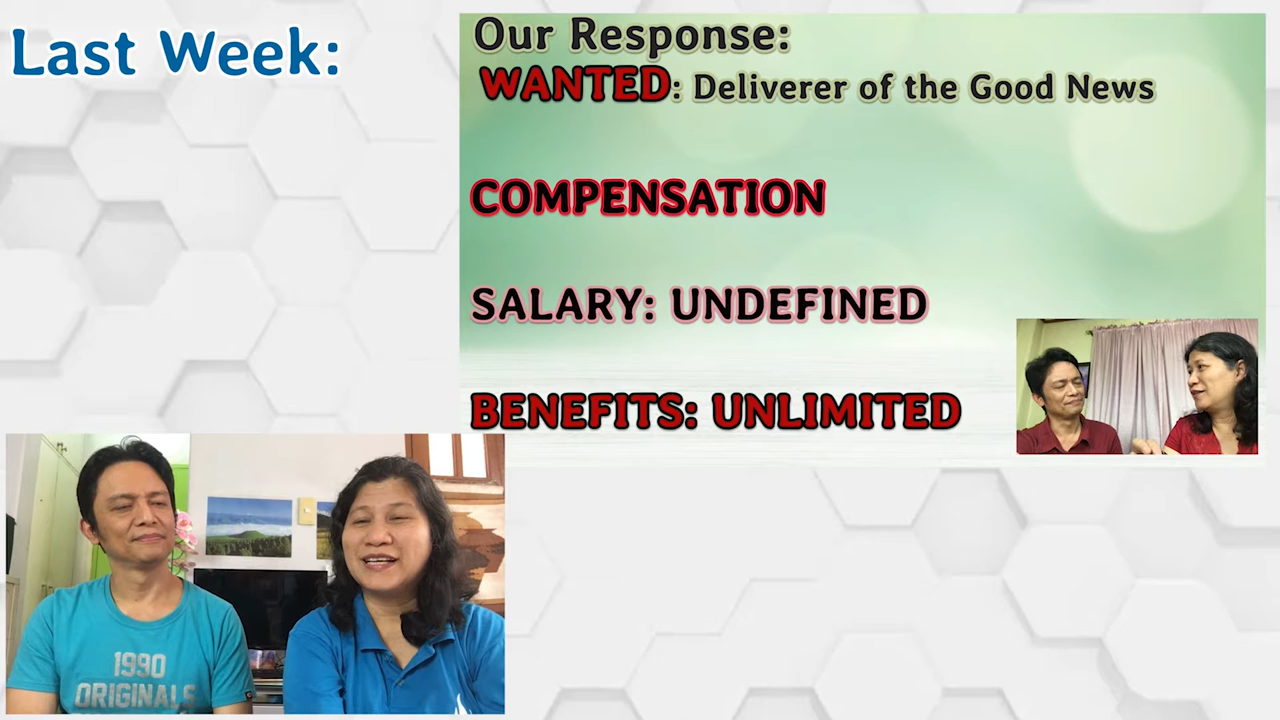 Last Week:
Our Response:
WANTED: Deliverer of the Good News
COMPENSATION
SALARY: UNDEFINED
BENEFITS: UNLIMITED
1990
ORIGINALS